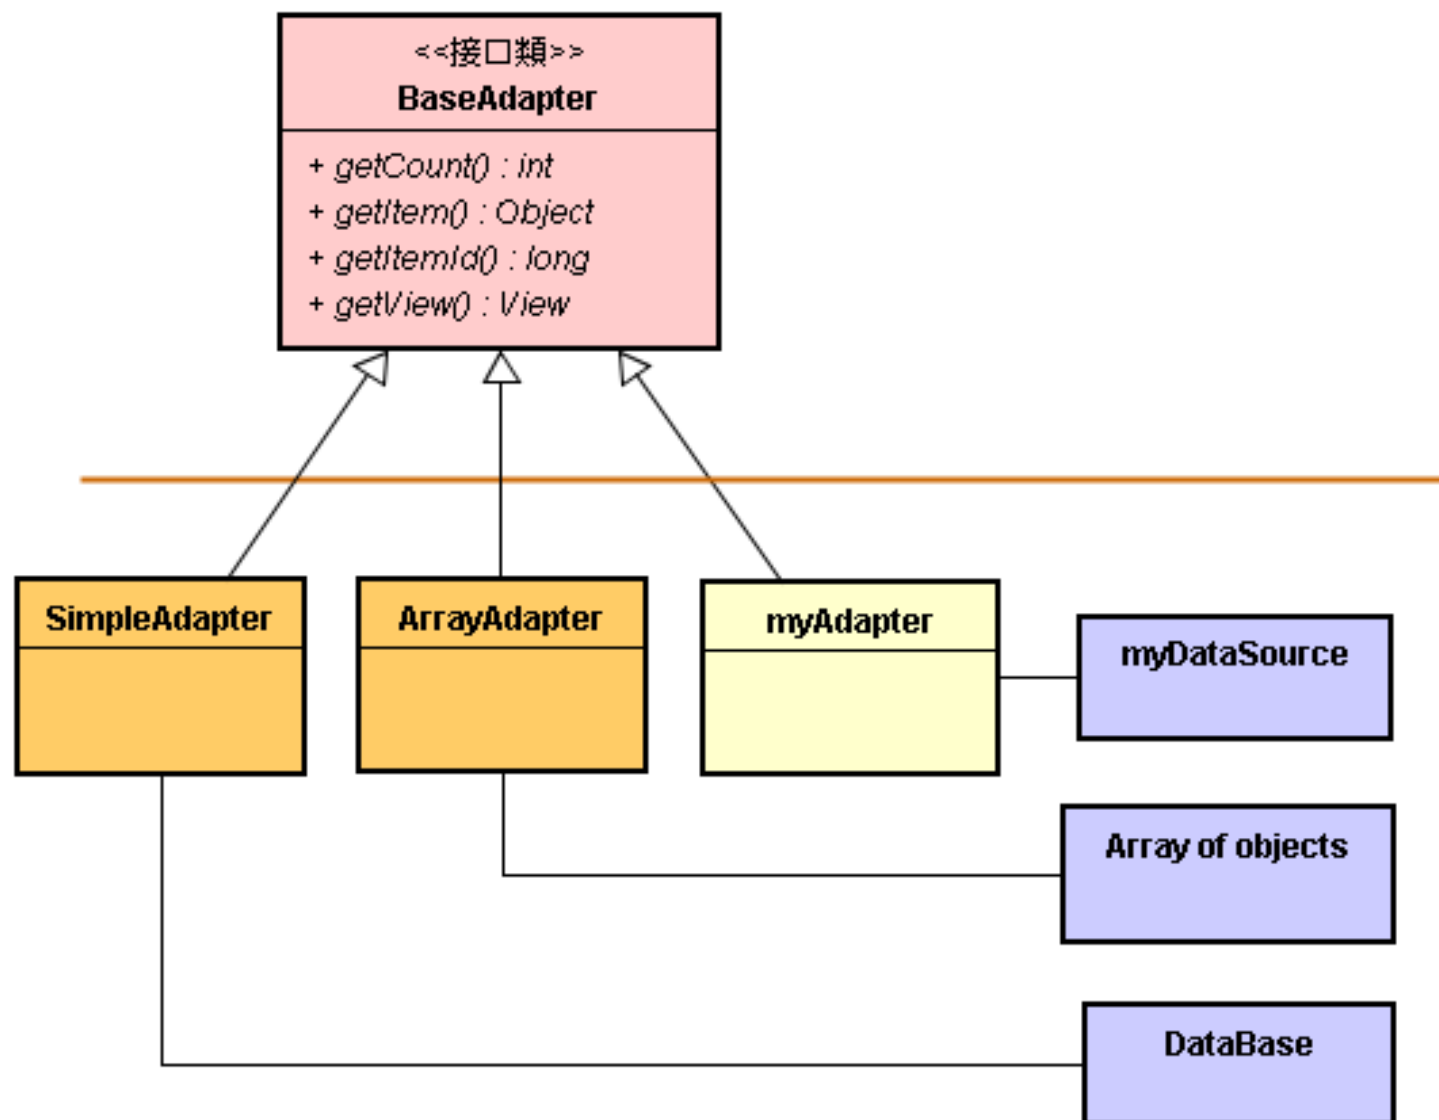 <<接口類>>
BaseAdapter
+ getCount() : int
+ getItem() : Object
+ getItemId() : long
+ getView() : View
SimpleAdapter
ArrayAdapter
myAdapter
myDataSource
Array of objects
DataBase